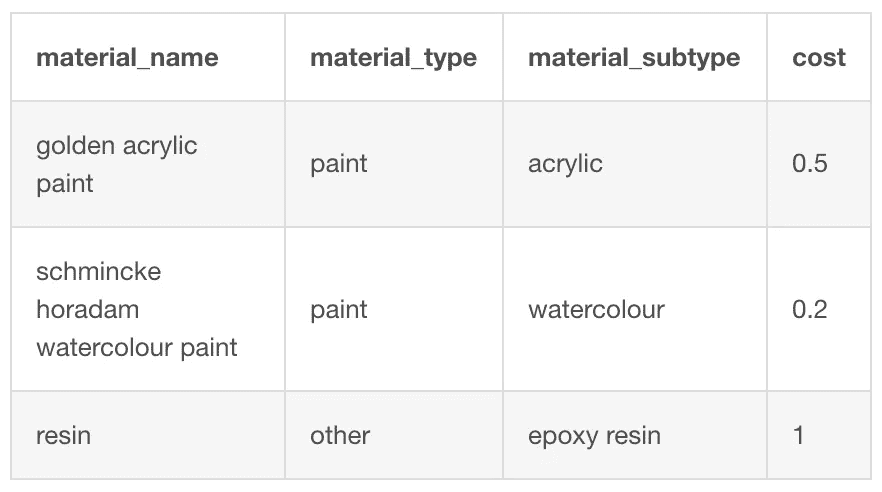 material_name material_type material_subtype cost
golden acrylic
paint paint acrylic 0.5
schmincke
horadam paint watercolour 0.2
watercolour paint
resin other epoxy resin 1